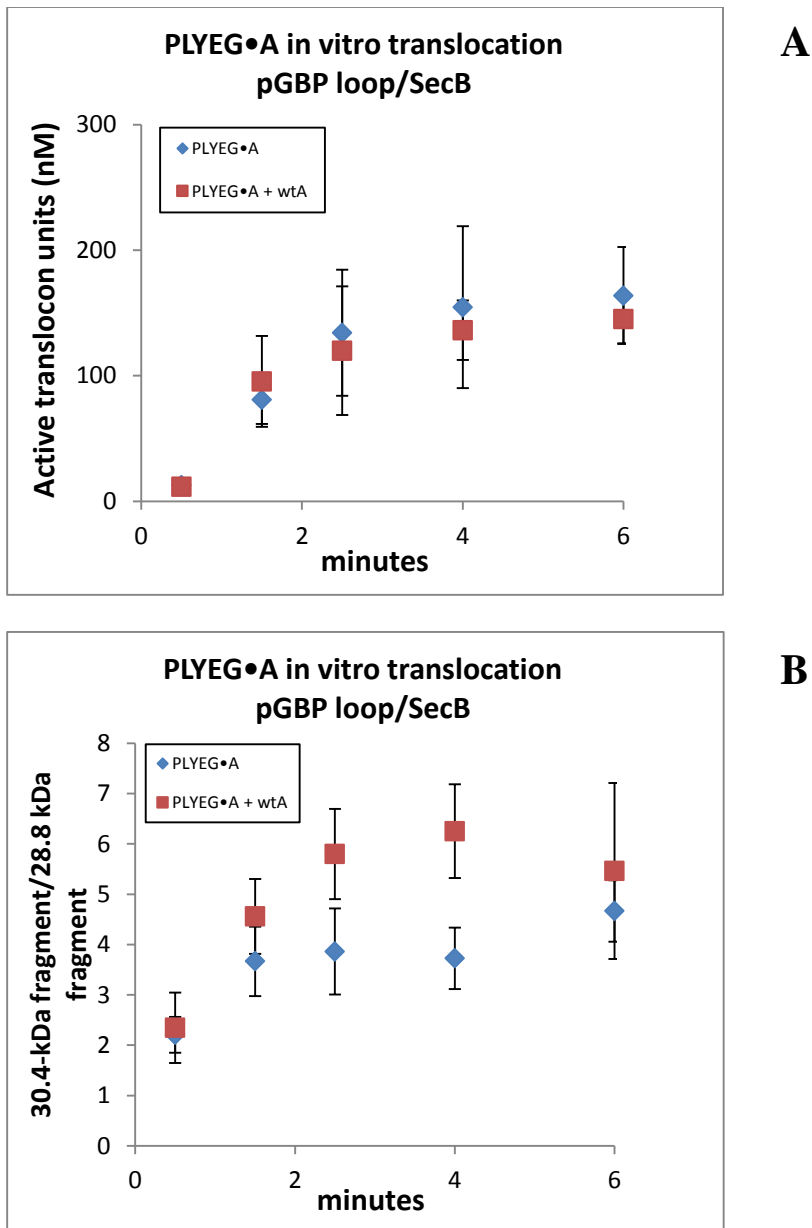 A
PLYEG●A in vitro translocation
pGBP loop/SecB
Active translocon units (nM)
300
200
100
0
PLYEG●A
PLYEG●A + wtA
0 2 4 6
minutes
B
PLYEG●A in vitro translocation
pGBP loop/SecB
30.4-kDa fragment/28.8 kDa
fragment
8
7
6
5
4
3
2
1
0
PLYEG●A
PLYEG●A + wtA
0 2 4 6
minutes